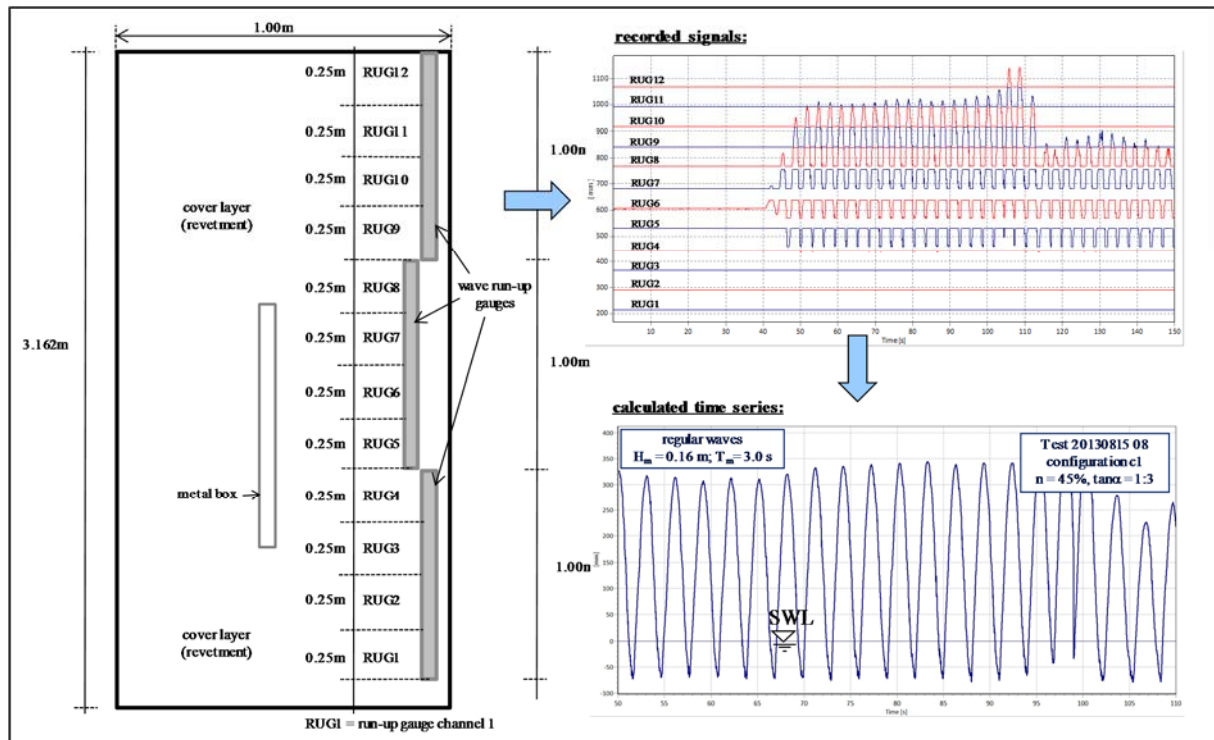 1.00m
0.25m RUG12
0.25m RUG11
0.25m RUG10
cover layer
(revetment)
0.25m RUG9
0.25m RUG8
0.25m RUG7
0.25m RUG6
0.25m RUG5
0.25m RUG4
0.25m RUG3
0.25m RUG2
0.25m RUG1
3.162m
metal box
cover layer
(revetment)
wave run-up
gauges
1.00m
1.00m
1.00m
RUG1 = run-up gauge channel 1
recorded signals:
1100
1000
900
800
700
600
500
400
300
200
[mm]
RUG12
RUG11
RUG10
RUG9
RUG8
RUG7
RUG6
RUG5
RUG4
RUG3
RUG2
RUG1
10 20 30 40 50 60 70 80 90 100 110 120 130 140 150
Time [s]
calculated time series:
regular waves
Hm = 0.16 m; Tm = 3.0 s
Test 20130815 08
configuration c1
n = 45%, tanα = 1:3
400
350
300
250
200
150
100
50
0
-50
-100
[mm]
SWL
50 55 60 65 70 75 80 85 90 95 100 105 110
Time [s]